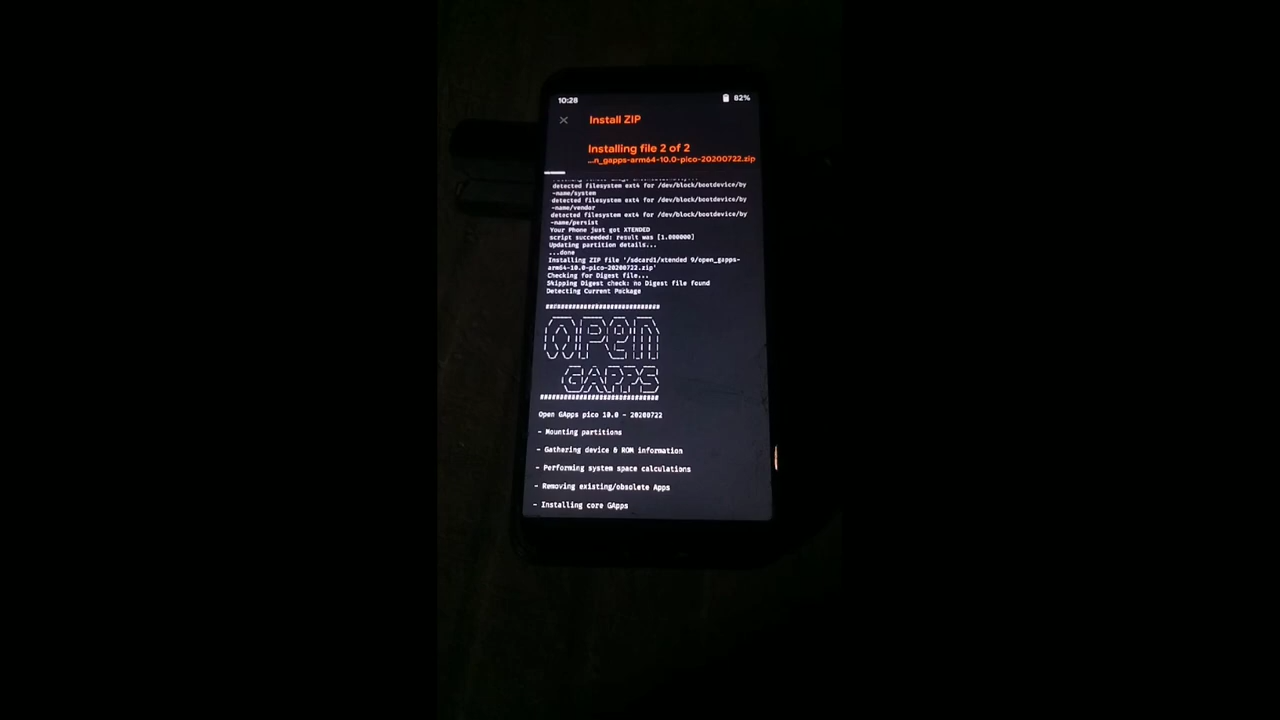 10:28
82%
Install ZIP
Installing file 2 of 2
...n_gapps-arm64-10.0-pico-20200722.zip
detected filesystem ext4 for /dev/block/bootdevice/by
-name/system
detected filesystem ext4 for /dev/block/bootdevice/by
-name/vendor
detected filesystem ext4 for /dev/block/bootdevice/by
-name/persist
Your Phone just got XTENDED
script succeeded: result was [1.000000]
Updating partition details...
...done
Installing ZIP file '/sdcard1/xtended 9/open_gapps-
arm64-10.0-pico-20200722.zip'
Checking for Digest file...
Skipping Digest check: no Digest file found
Detecting Current Package
##############################
OPEN
GAPPS
##############################
Open GApps pico 10.0 - 20200722
- Mounting partitions
- Gathering device & ROM information
- Performing system space calculations
- Removing existing/obsolete Apps
- Installing core GApps